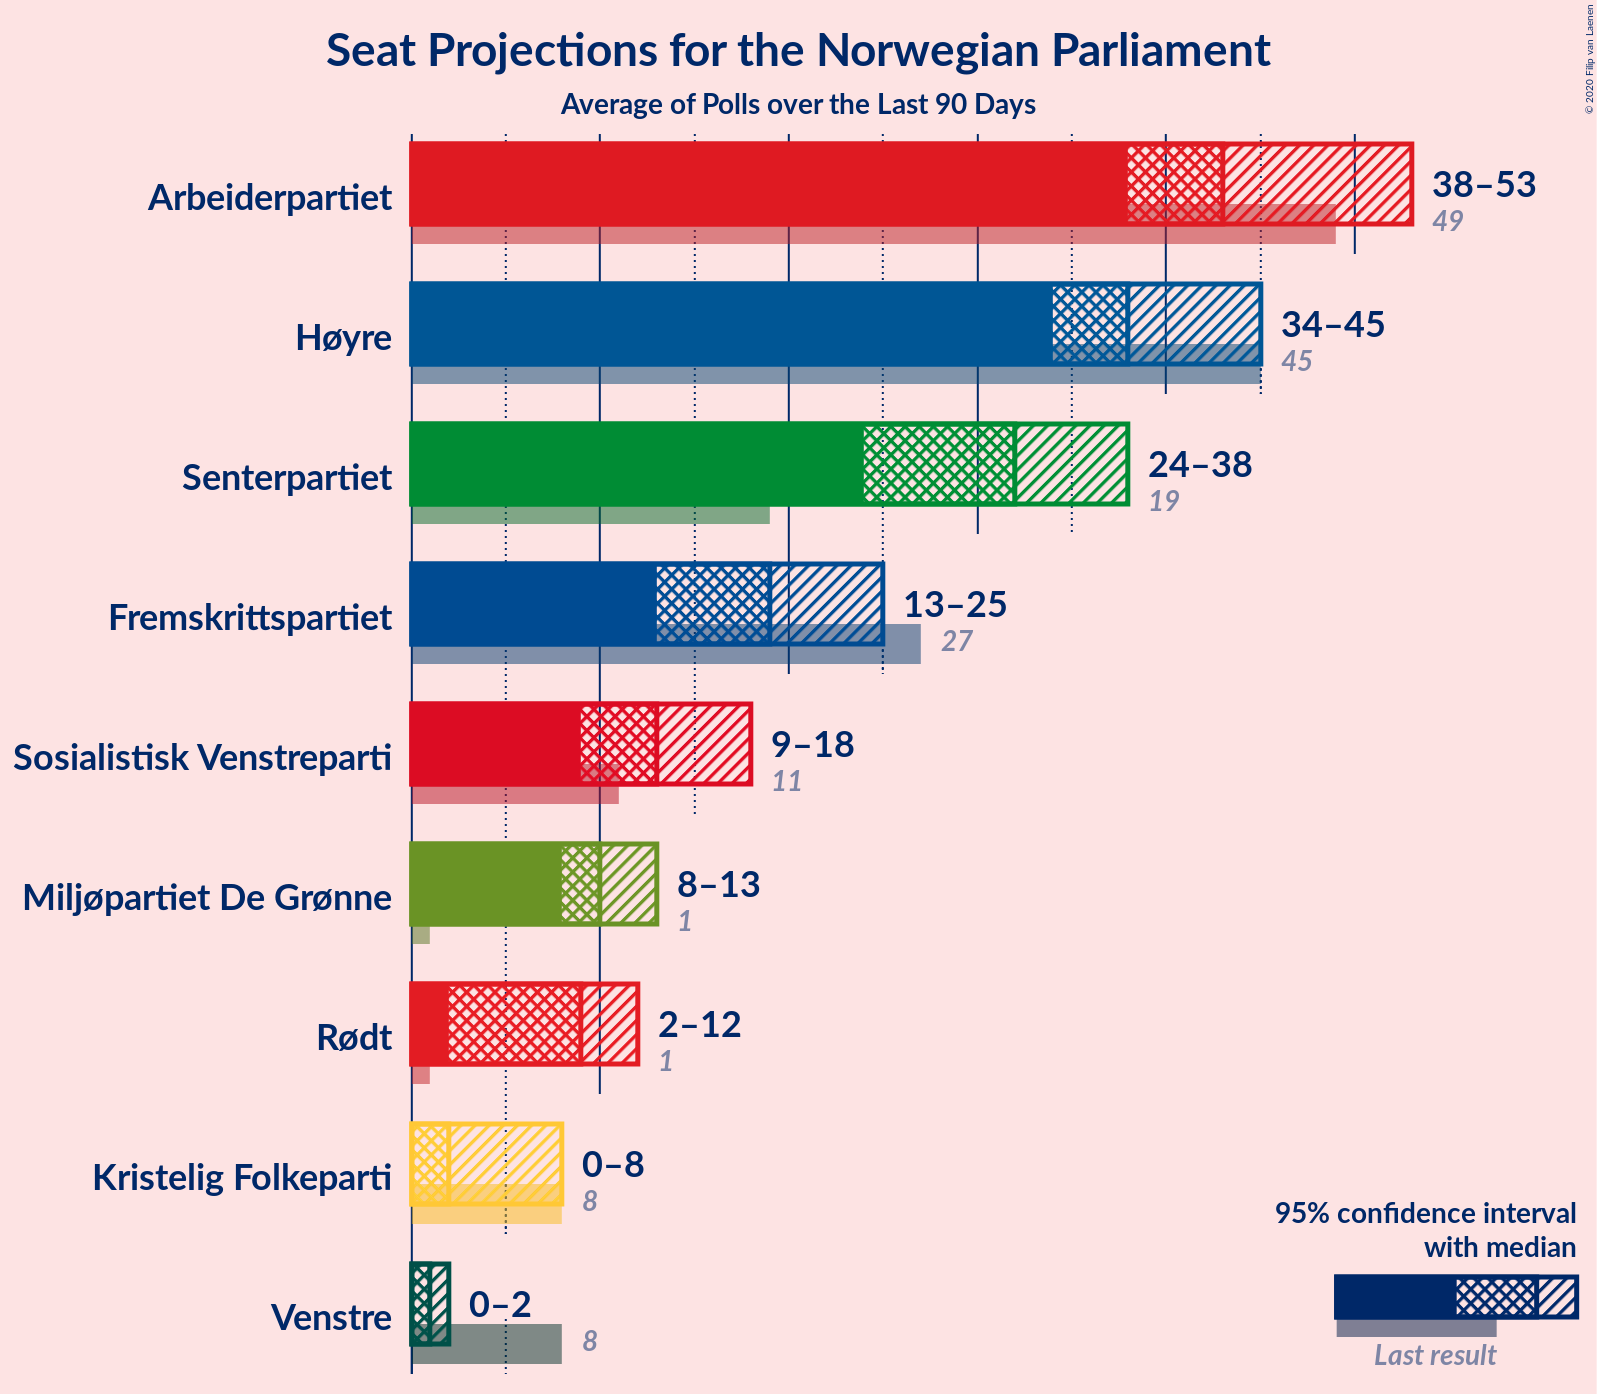 Seat Projections for the Norwegian Parliament
Average of Polls over the Last 90 Days
© 2020 Filip van Laenen
Arbeiderpartiet
38–53
49
Høyre
34–45
45
Senterpartiet
24–38
19
Fremskrittspartiet
13–25
27
Sosialistisk Venstreparti
9–18
11
Miljøpartiet De Grønne
8–13
1
Rødt
2–12
1
Kristelig Folkeparti
0–8
8
Venstre
0–2
8
95% confidence interval
with median
Last result